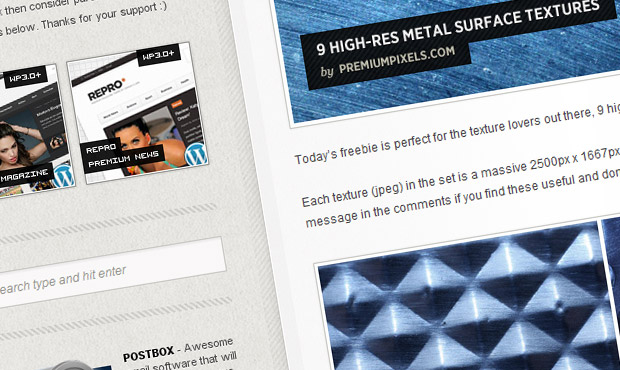 then consider
s below. Thanks for your support :)
WP3.0+
MAGAZINE
WP3.0+
REPRO
REPRO
PREMIUM NEWS
search type and hit enter
POSTBOX - Awesome
software that will
9 HIGH-RES METAL SURFACE TEXTURES
by PREMIUMPIXELS.COM
Today's freebie is perfect for the texture lovers out there, 9 hig
Each texture (jpeg) in the set is a massive 2500px x 1667px
message in the comments if you find these useful and don